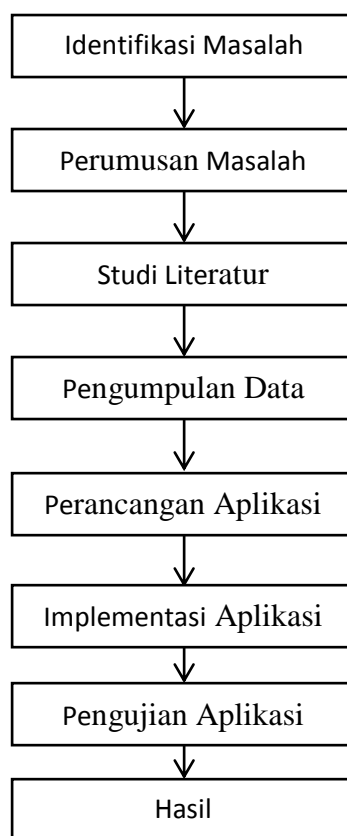 Identifikasi Masalah
Perumusan Masalah
Studi Literatur
Pengumpulan Data
Perancangan Aplikasi
Implementasi Aplikasi
Pengujian Aplikasi
Hasil